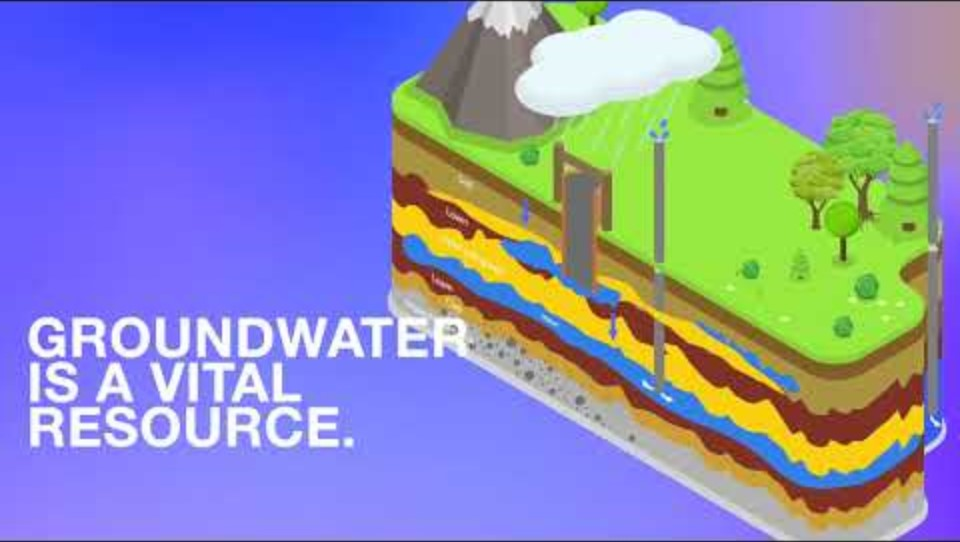 GROUNDWATER
IS A VITAL
RESOURCE.